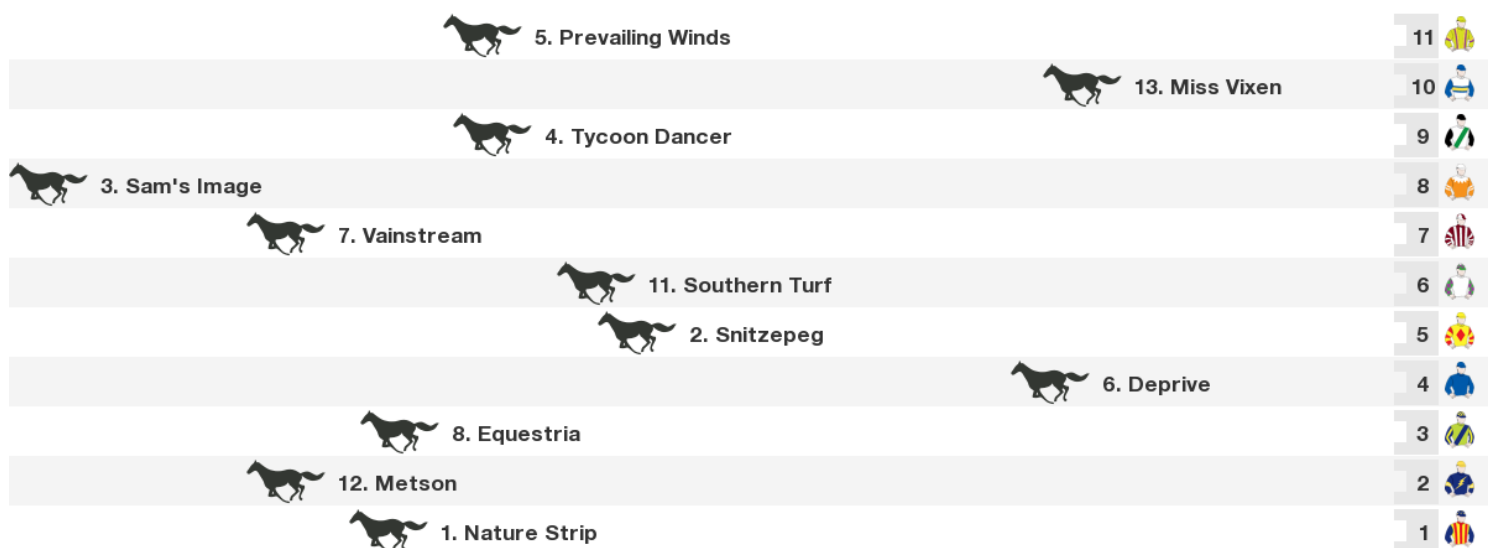 5. Prevailing Winds 11
13. Miss Vixen 10
4. Tycoon Dancer 9
3. Sam's Image 8
7. Vainstream 7
11. Southern Turf 6
2. Snitzepeg 5
6. Deprive 4
8. Equestria 3
12. Metson 2
1. Nature Strip 1